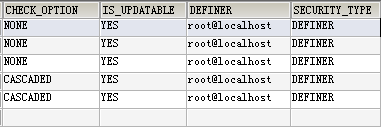 CHECK_OPTION IS_UPDATABLE DEFINER SECURITY_TYPE
NONE YES root@localhost DEFINER
NONE YES root@localhost DEFINER
NONE YES root@localhost DEFINER
CASCADED YES root@localhost DEFINER
CASCADED YES root@localhost DEFINER